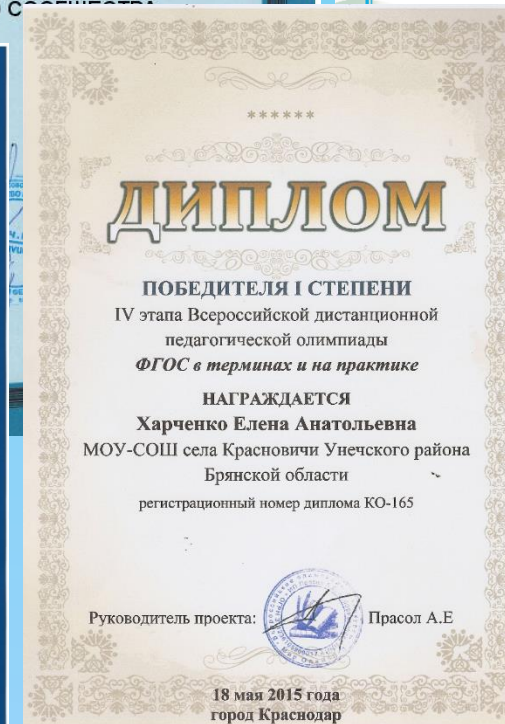 ******
ДИПЛОМ
ПОБЕДИТЕЛЯ I СТЕПЕНИ
IV этапа Всероссийской дистанционной
педагогической олимпиады
ФГОС в терминах и на практике
НАГРАЖДАЕТСЯ
Харченко Елена Анатольевна
МОУ-СОШ села Красновичи Унечского района
Брянской области
регистрационный номер диплома КО-165
Руководитель проекта: Прасол А.Е
18 мая 2015 года
город Краснодар